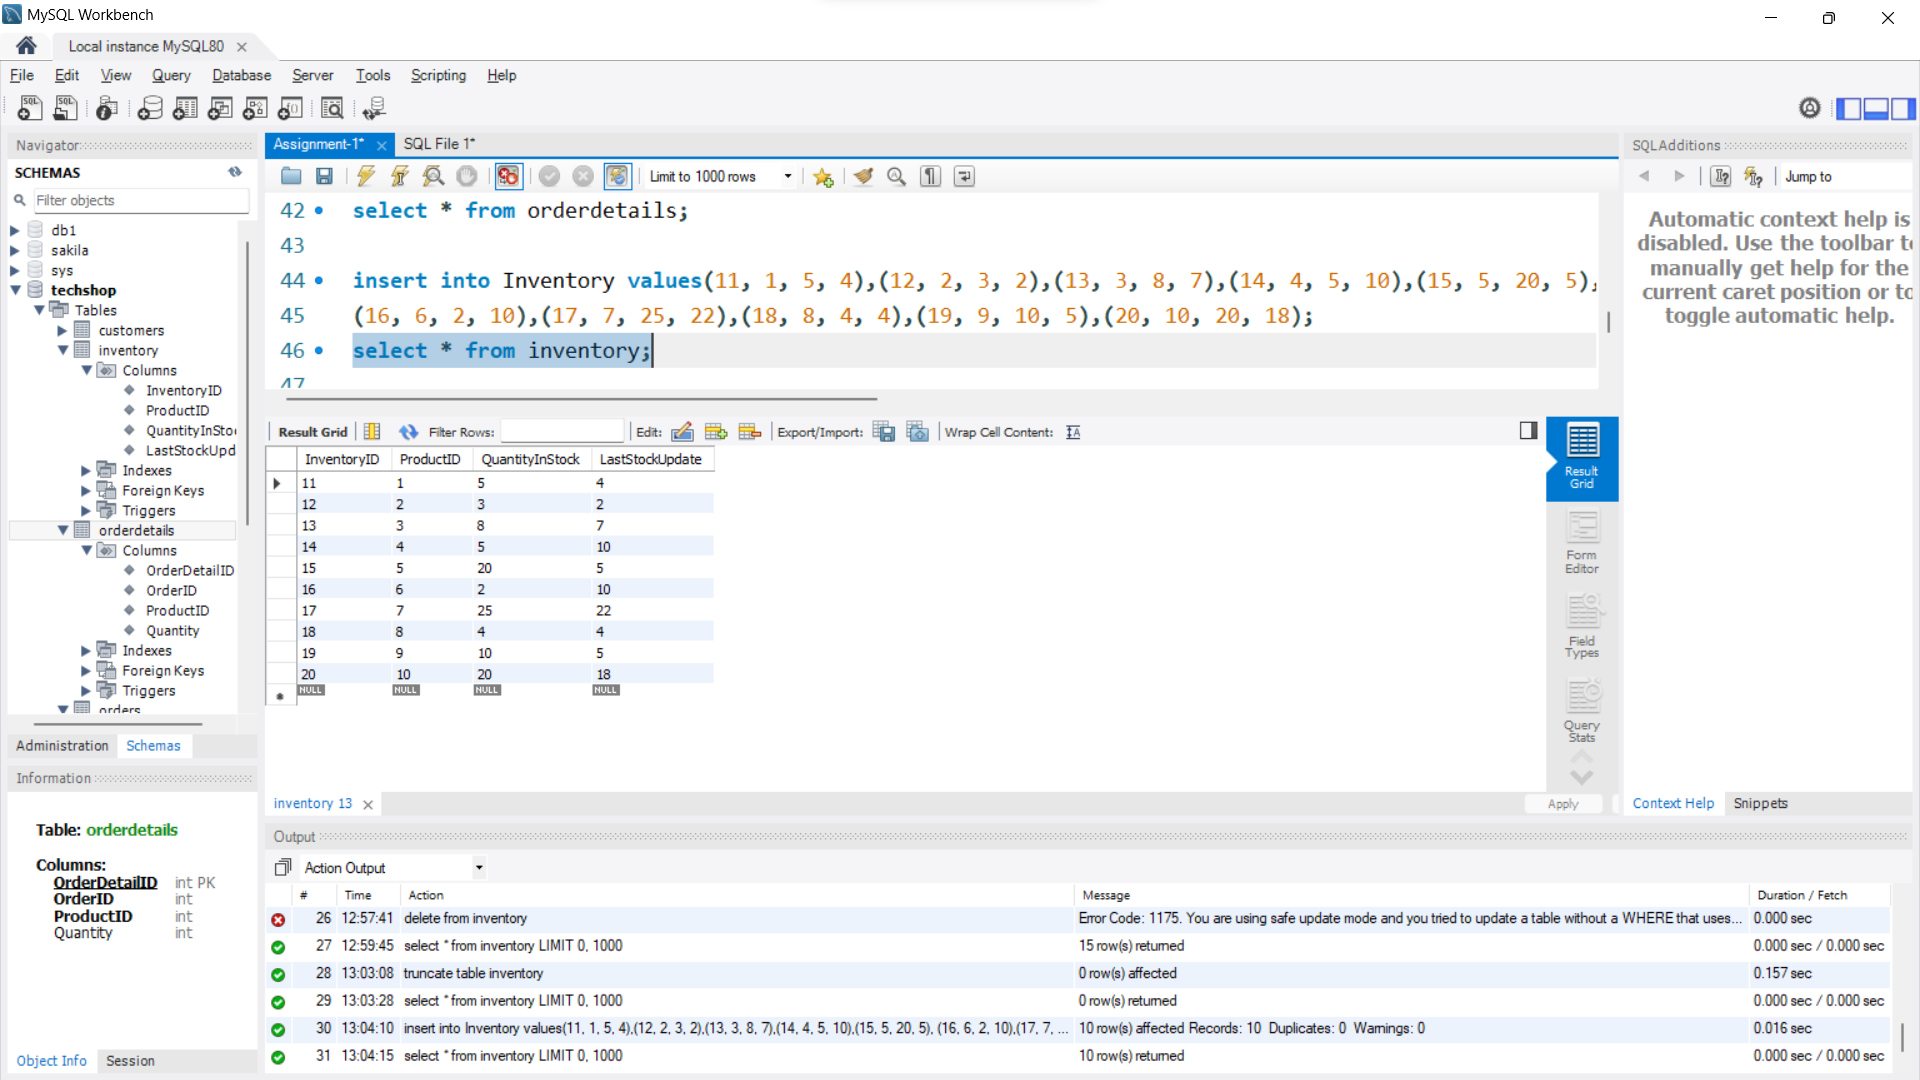 MySQL Workbench
Local instance MySQL80
File Edit View Query Database Server Tools Scripting Help
Navigator
SCHEMAS
Filter objects
db1
sakila
sys
techshop
Tables
customers
inventory
Columns
InventoryID
ProductID
QuantityInSto
LastStockUpd
Indexes
Foreign Keys
Triggers
orderdetails
Columns
OrderDetailID
OrderID
ProductID
Quantity
Indexes
Foreign Keys
Triggers
orders
Administration Schemas
Information
Table: orderdetails
Columns:
OrderDetailID int PK
OrderID int
ProductID int
Quantity int
Object Info Session
Assignment-1* SQL File 1*
Limit to 1000 rows
42 select * from orderdetails;
43
44 insert into Inventory values(11, 1, 5, 4),(12, 2, 3, 2),(13, 3, 8, 7),(14, 4, 5, 10),(15, 5, 20, 5),
45 (16, 6, 2, 10),(17, 7, 25, 22),(18, 8, 4, 4),(19, 9, 10, 5),(20, 10, 20, 18);
46 select * from inventory;
47
Result Grid Filter Rows: Edit: Export/Import: Wrap Cell Content:
InventoryID ProductID QuantityInStock LastStockUpdate
11 1 5 4
12 2 3 2
13 3 8 7
14 4 5 10
15 5 20 5
16 6 2 10
17 7 25 22
18 8 4 4
19 9 10 5
20 10 20 18
NULL NULL NULL NULL
Result
Grid
Form
Editor
Field
Types
Query
Stats
inventory 13
Apply
SQLAdditions
Jump to
Automatic context help is
disabled. Use the toolbar to
manually get help for the
current caret position or to
toggle automatic help.
Context Help Snippets
Output
Action Output
# Time Action Message Duration / Fetch
26 12:57:41 delete from inventory Error Code: 1175. You are using safe update mode and you tried to update a table without a WHERE that uses... 0.000 sec
27 12:59:45 select * from inventory LIMIT 0, 1000 15 row(s) returned 0.000 sec / 0.000 sec
28 13:03:08 truncate table inventory 0 row(s) affected 0.157 sec
29 13:03:28 select * from inventory LIMIT 0, 1000 0 row(s) returned 0.000 sec / 0.000 sec
30 13:04:10 insert into Inventory values(11, 1, 5, 4),(12, 2, 3, 2),(13, 3, 8, 7),(14, 4, 5, 10),(15, 5, 20, 5), (16, 6, 2, 10),(17, 7, ... 10 row(s) affected Records: 10 Duplicates: 0 Warnings: 0 0.016 sec
31 13:04:15 select * from inventory LIMIT 0, 1000 10 row(s) returned 0.000 sec / 0.000 sec